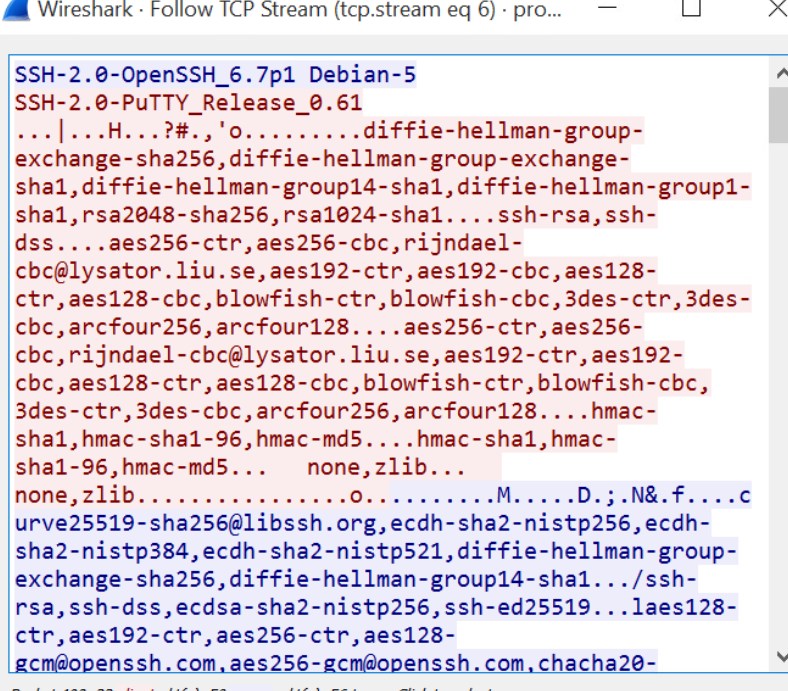 Wireshark · Follow TCP Stream (tcp.stream eq 6) · pro...
SSH-2.0-OpenSSH_6.7p1 Debian-5
SSH-2.0-PuTTY_Release_0.61
...|...H...?#.,'o.........diffie-hellman-group-
exchange-sha256,diffie-hellman-group-exchange-
sha1,diffie-hellman-group14-sha1,diffie-hellman-group1-
sha1,rsa2048-sha256,rsa1024-sha1....ssh-rsa,ssh-
dss....aes256-ctr,aes256-cbc,rijndael-
cbc@lysator.liu.se,aes192-ctr,aes192-cbc,aes128-
ctr,aes128-cbc,blowfish-ctr,blowfish-cbc,3des-ctr,3des-
cbc,arcfour256,arcfour128....aes256-ctr,aes256-
cbc,rijndael-cbc@lysator.liu.se,aes192-ctr,aes192-
cbc,aes128-ctr,aes128-cbc,blowfish-ctr,blowfish-cbc,
3des-ctr,3des-cbc,arcfour256,arcfour128....hmac-
sha1,hmac-sha1-96,hmac-md5....hmac-sha1,hmac-
sha1-96,hmac-md5...   none,zlib...
none,zlib................o..........M.....D.;.N&.f....c
urve25519-sha256@libssh.org,ecdh-sha2-nistp256,ecdh-
sha2-nistp384,ecdh-sha2-nistp521,diffie-hellman-group-
exchange-sha256,diffie-hellman-group14-sha1.../ssh-
rsa,ssh-dss,ecdsa-sha2-nistp256,ssh-ed25519...laes128-
ctr,aes192-ctr,aes256-ctr,aes128-
gcm@openssh.com,aes256-gcm@openssh.com,chacha20-